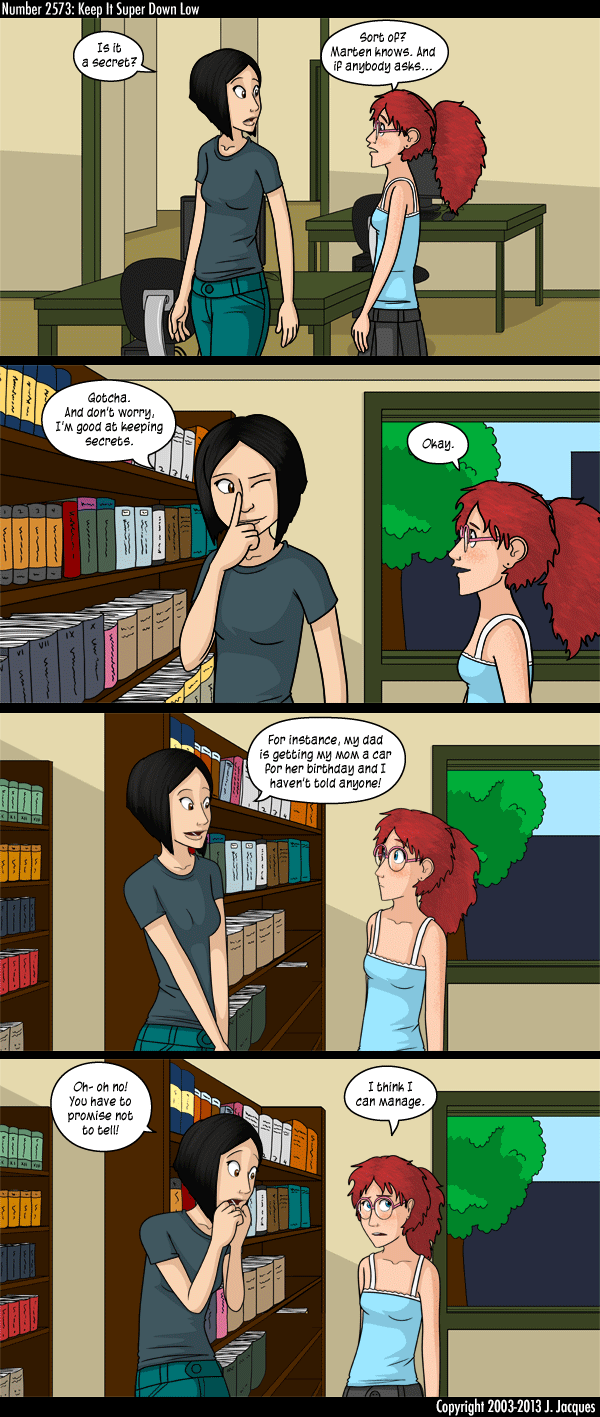 Number 2573: Keep It Super Down Low
Is it
a secret?
Sort of?
Marten knows. And
if anybody asks...
Gotcha.
And don't worry,
I'm good at keeping
secrets.
Okay.
For instance, my dad
is getting my mom a car
for her birthday and I
haven't told anyone!
Oh- oh no!
You have to
promise not
to tell!
I think I
can manage.
Copyright 2003-2013 J. Jacques